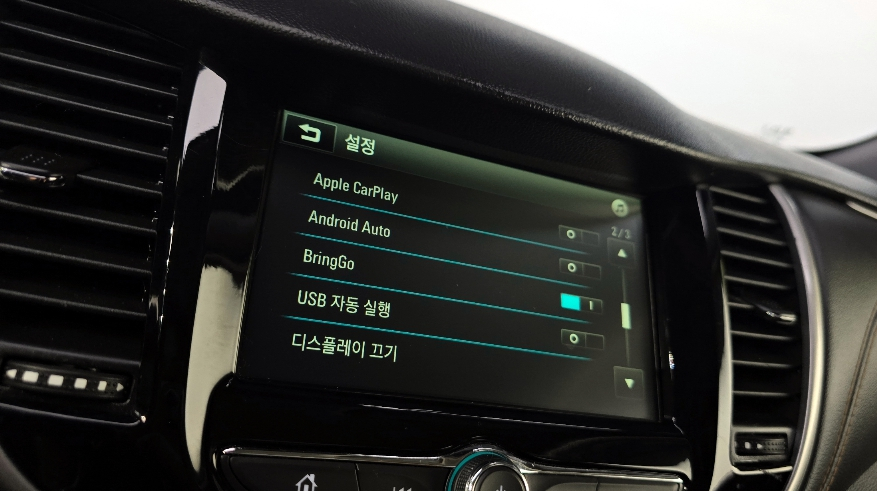 설정
Apple CarPlay
2/3
Android Auto
BringGo
USB 자동 실행
디스플레이 끄기